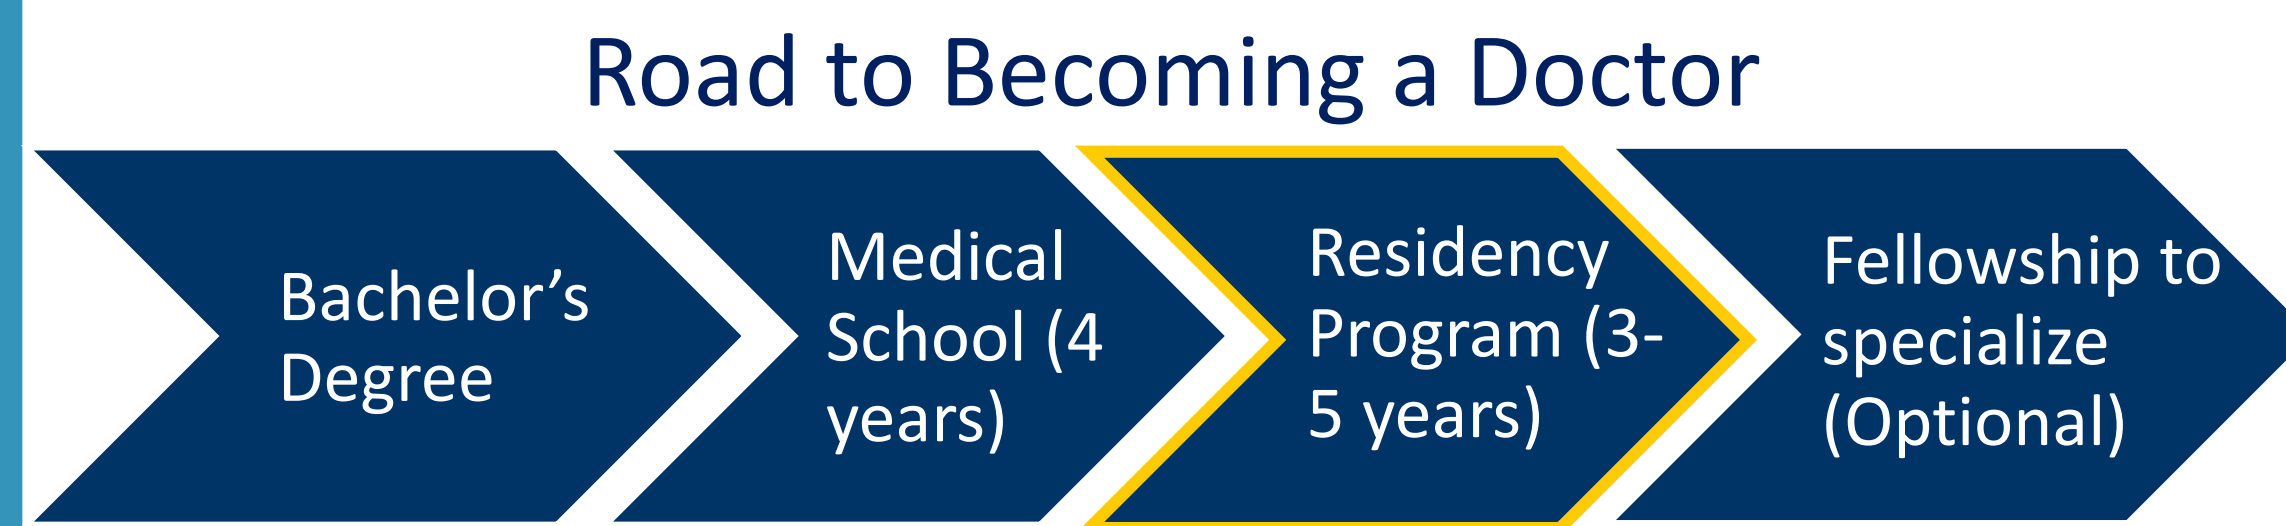 Road to Becoming a Doctor
Bachelor’s
Degree
Medical
School (4
years)
Residency
Program (3-
5 years)
Fellowship to
specialize
(Optional)